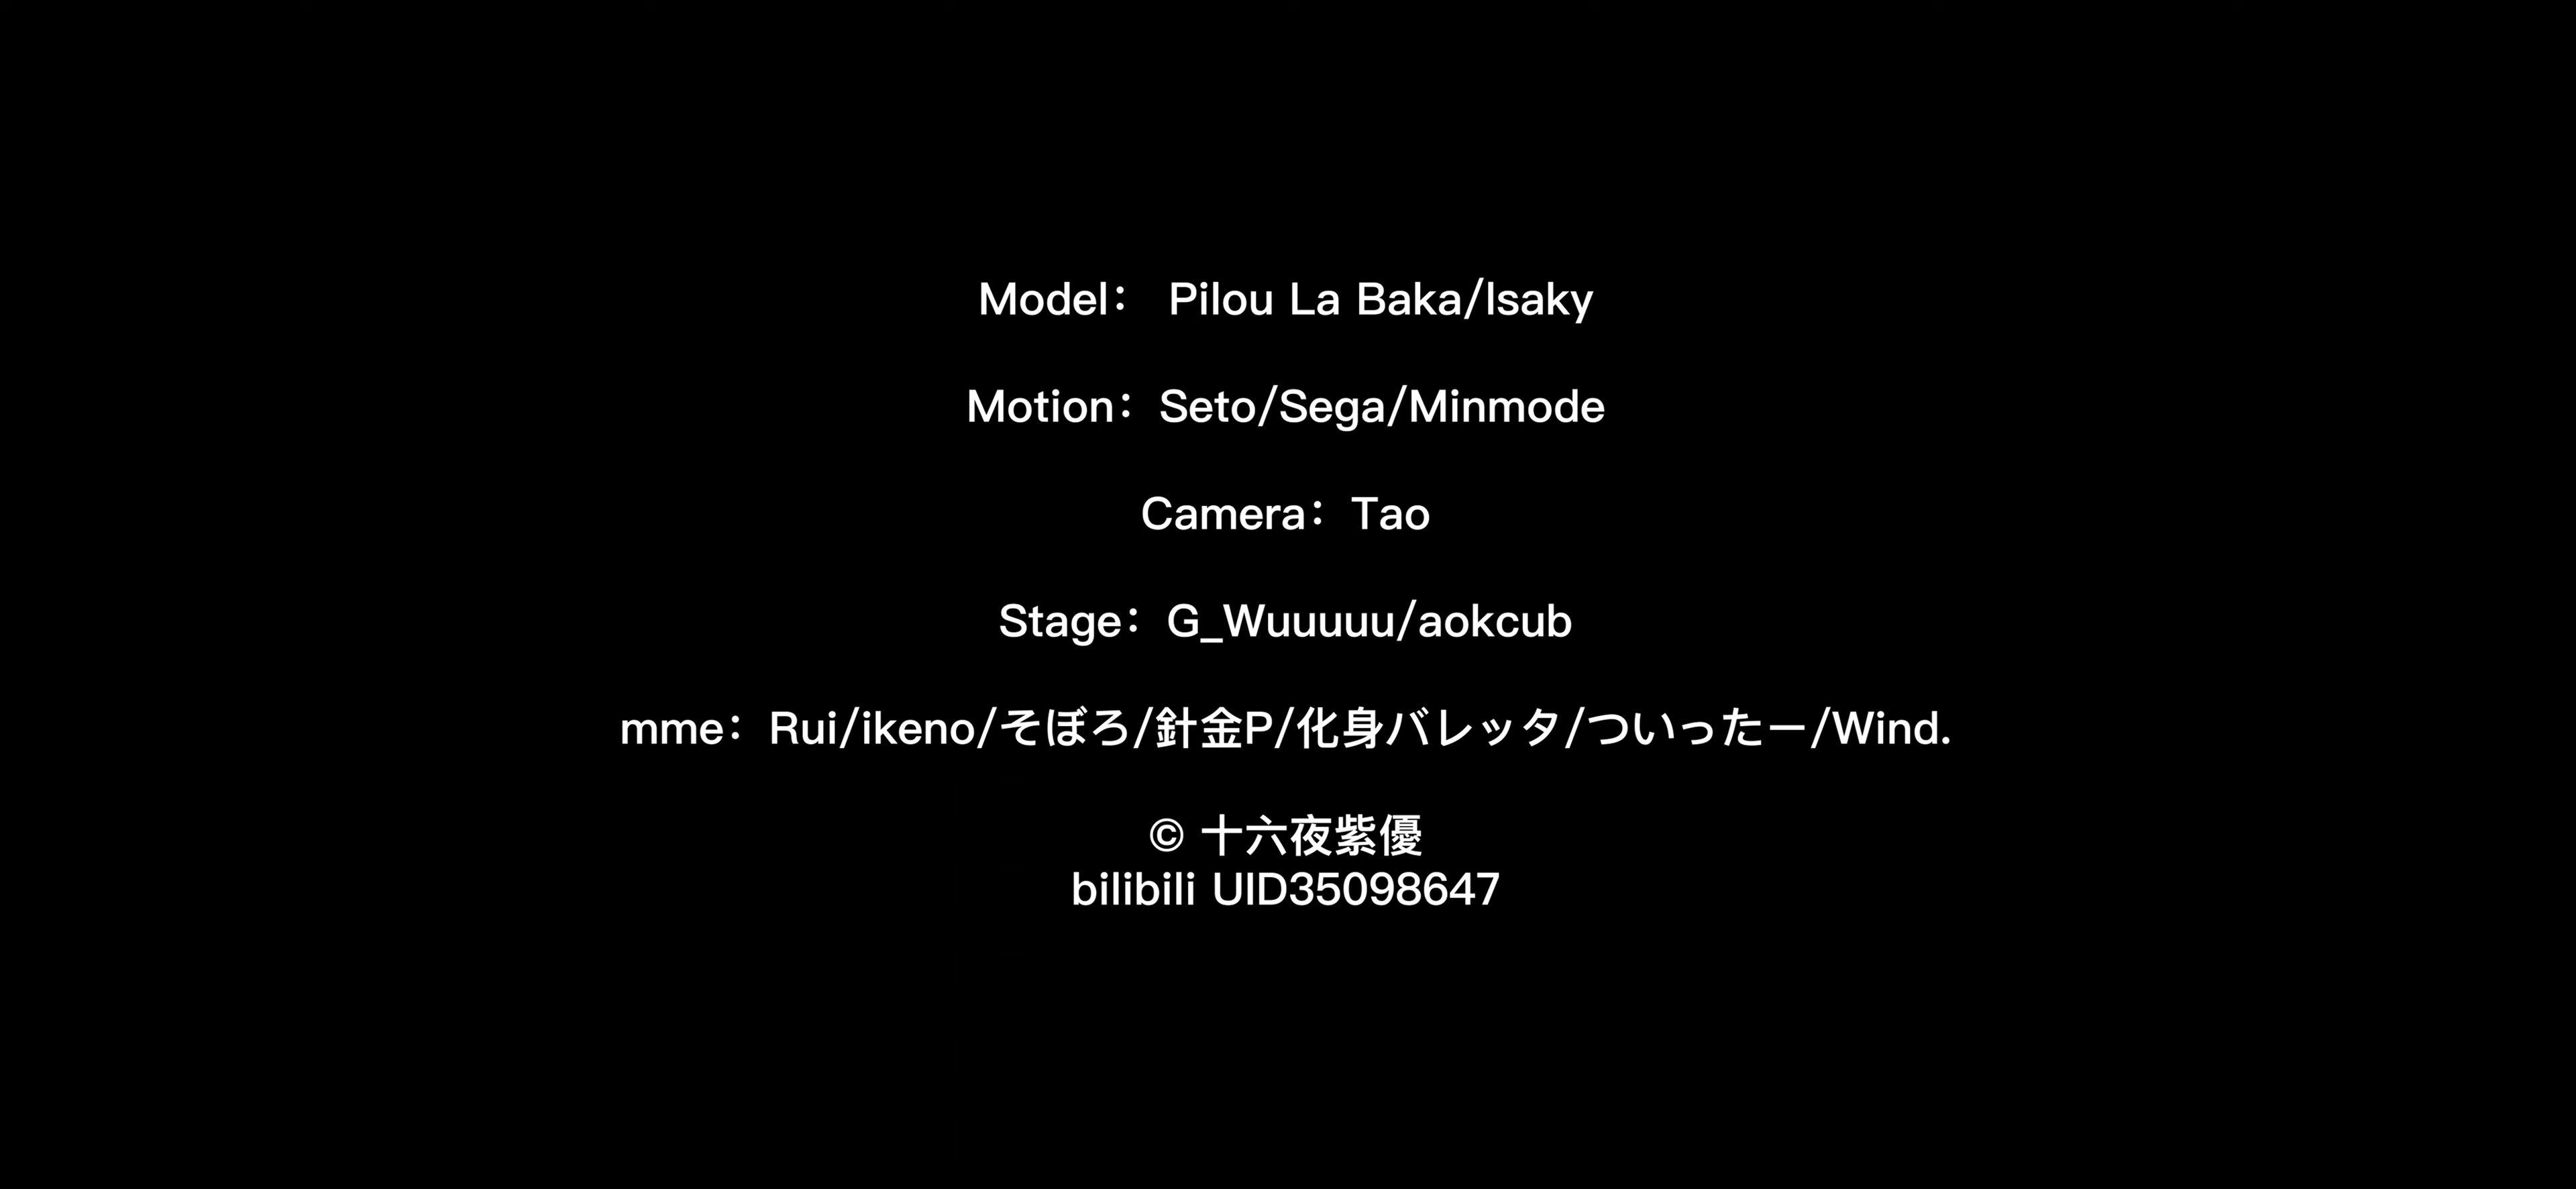 Model： Pilou La Baka/Isaky
Motion：Seto/Sega/Minmode
Camera：Tao
Stage：G_Wuuuuu/aokcub
mme：Rui/ikeno/そぼろ/針金P/化身バレッタ/ついったー/Wind.
© 十六夜紫優
bilibili UID35098647